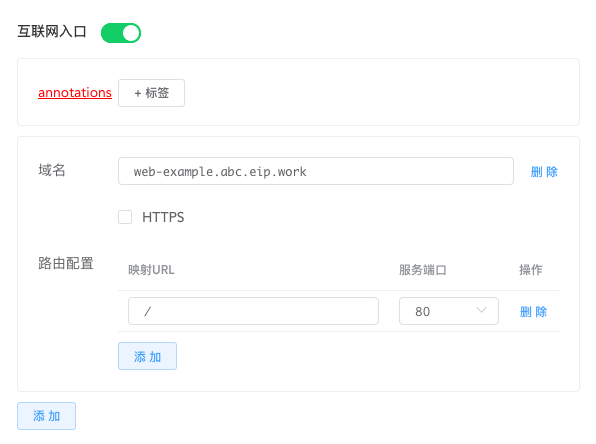 互联网入口
annotations + 标签
域名 web-example.abc.eip.work 删 除
HTTPS
路由配置 映射URL 服务端口 操作
/ 80 删 除
添 加
添 加